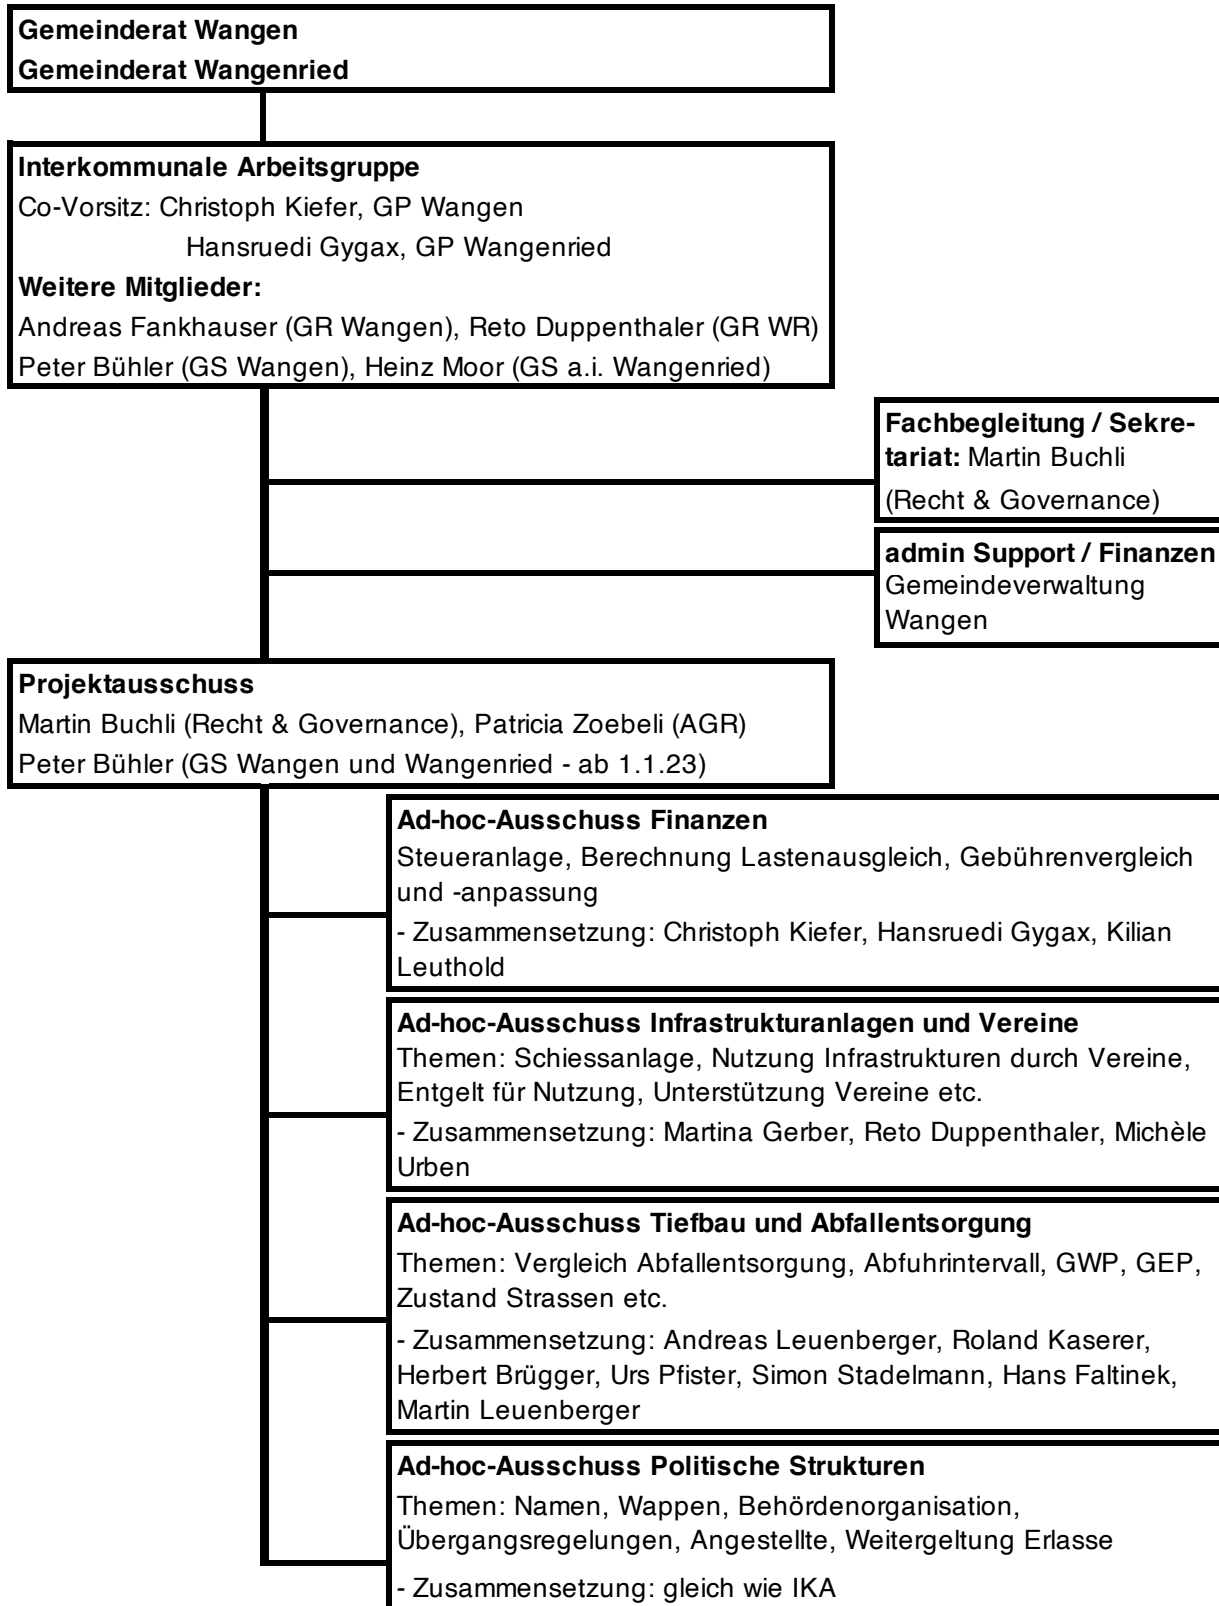 Gemeinderat Wangen
Gemeinderat Wangenried
Interkommunale Arbeitsgruppe
Co-Vorsitz: Christoph Kiefer, GP Wangen
Hansruedi Gygax, GP Wangenried
Weitere Mitglieder:
Andreas Fankhauser (GR Wangen), Reto Duppenthaler (GR WR)
Peter Bühler (GS Wangen), Heinz Moor (GS a.i. Wangenried)
Fachbegleitung / Sekre-
tariat: Martin Buchli
(Recht & Governance)
admin Support / Finanzen
Gemeindeverwaltung
Wangen
Projektausschuss
Martin Buchli (Recht & Governance), Patricia Zoebeli (AGR)
Peter Bühler (GS Wangen und Wangenried - ab 1.1.23)
Ad-hoc-Ausschuss Finanzen
Steueranlage, Berechnung Lastenausgleich, Gebührenvergleich
und -anpassung
- Zusammensetzung: Christoph Kiefer, Hansruedi Gygax, Kilian
Leuthold
Ad-hoc-Ausschuss Infrastrukturanlagen und Vereine
Themen: Schiessanlage, Nutzung Infrastrukturen durch Vereine,
Entgelt für Nutzung, Unterstützung Vereine etc.
- Zusammensetzung: Martina Gerber, Reto Duppenthaler, Michèle
Urben
Ad-hoc-Ausschuss Tiefbau und Abfallentsorgung
Themen: Vergleich Abfallentsorgung, Abfuhrintervall, GWP, GEP,
Zustand Strassen etc.
- Zusammensetzung: Andreas Leuenberger, Roland Kaserer,
Herbert Brügger, Urs Pfister, Simon Stadelmann, Hans Faltinek,
Martin Leuenberger
Ad-hoc-Ausschuss Politische Strukturen
Themen: Namen, Wappen, Behördenorganisation,
Übergangsregelungen, Angestellte, Weitergeltung Erlasse
- Zusammensetzung: gleich wie IKA